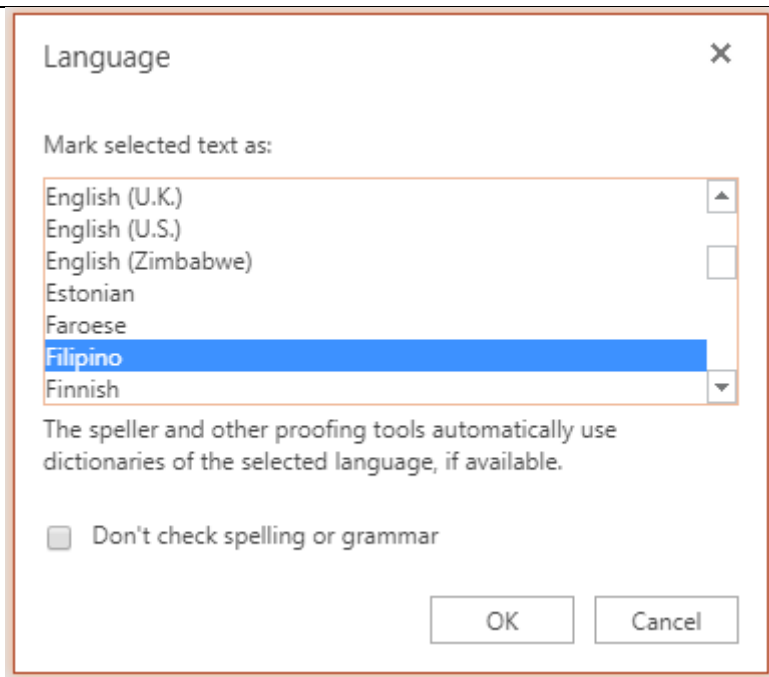 Language
Mark selected text as:
English (U.K.)
English (U.S.)
English (Zimbabwe)
Estonian
Faroese
Filipino
Finnish
The speller and other proofing tools automatically use
dictionaries of the selected language, if available.
Don't check spelling or grammar
OK Cancel